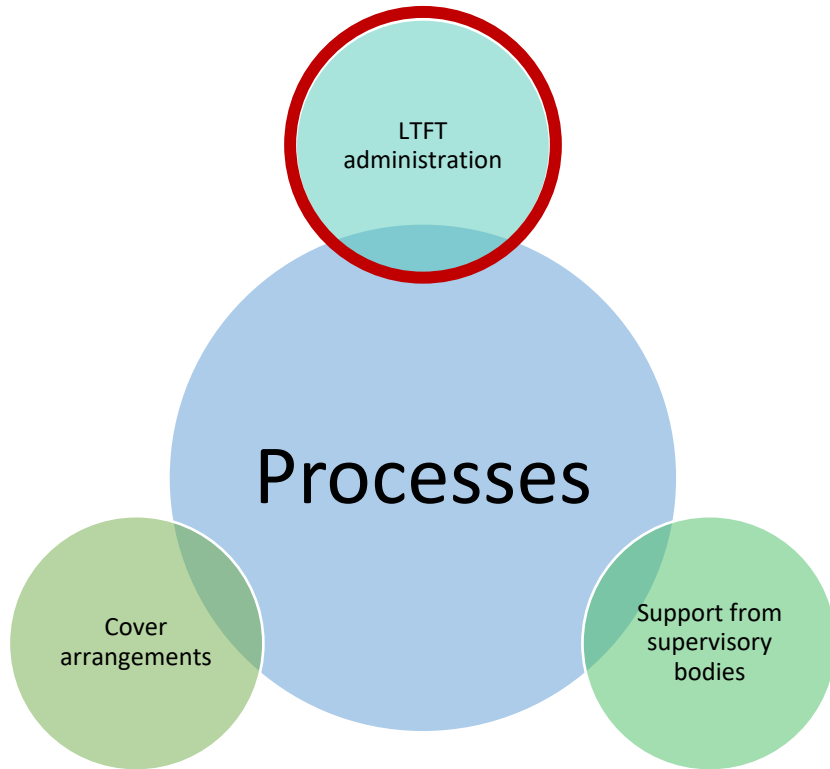 LTFT
administration
Processes
Cover
arrangements
Support from
supervisory
bodies